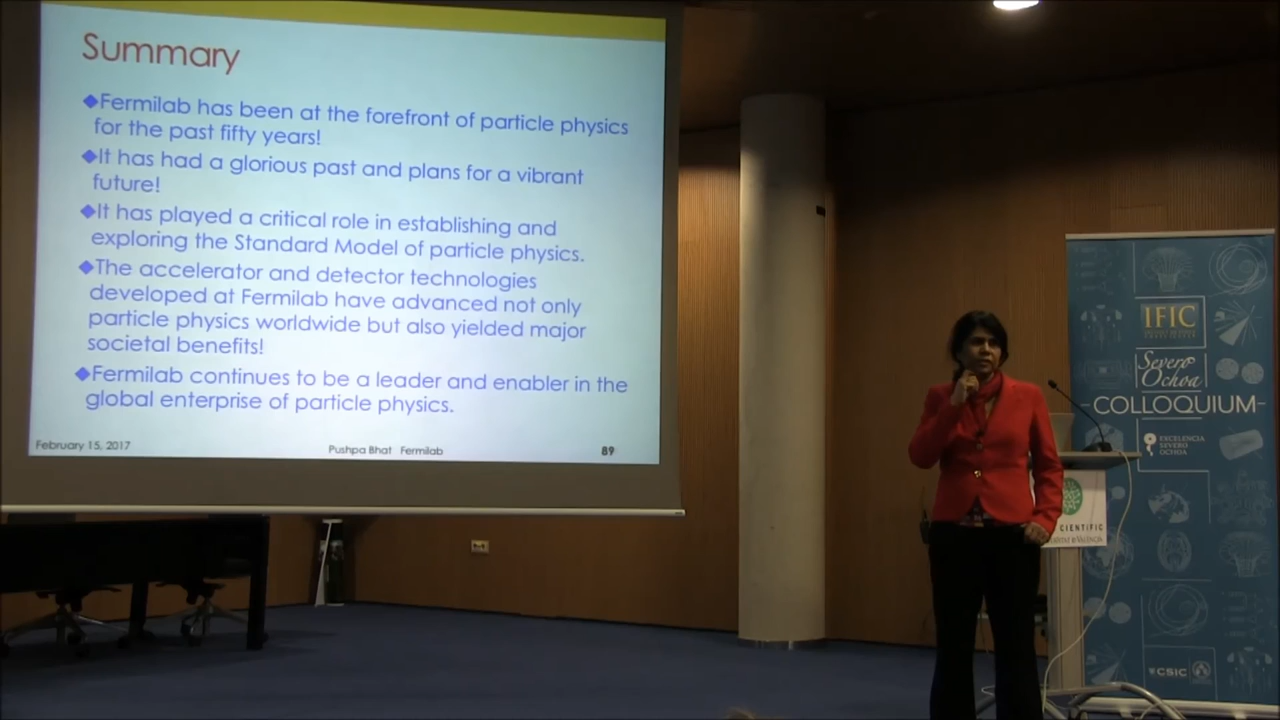 Summary
◆Fermilab has been at the forefront of particle physics
for the past fifty years!
◆It has had a glorious past and plans for a vibrant
future!
◆It has played a critical role in establishing and
exploring the Standard Model of particle physics.
◆The accelerator and detector technologies
developed at Fermilab have advanced not only
particle physics worldwide but also yielded major
societal benefits!
◆Fermilab continues to be a leader and enabler in the
global enterprise of particle physics.
February 15, 2017
Pushpa Bhat Fermilab
89
IFIC
Severo
Ochoa
-COLLOQUIUM-
EXCELENCIA
SEVERO
OCHOA
CIENTIFIC
CSIC